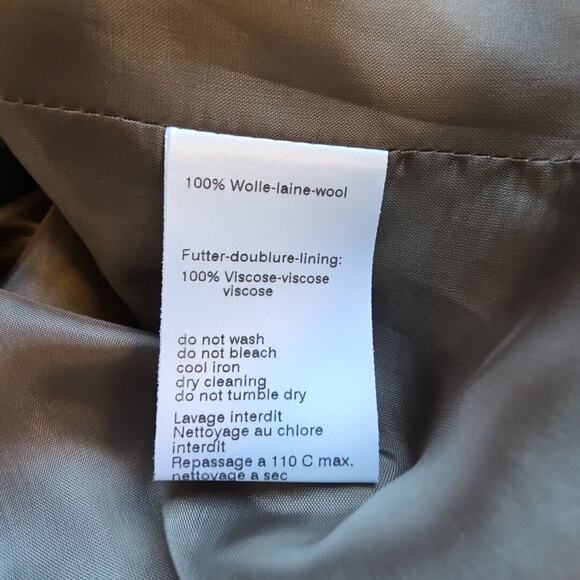 100% Wolle-laine-wool
Futter-doublure-lining:
100% Viscose-viscose
viscose
do not wash
do not bleach
cool iron
dry cleaning
do not tumble dry
Lavage interdit
Nettoyage au chlore
interdit
Repassage a 110 C max.
nettoyage a sec